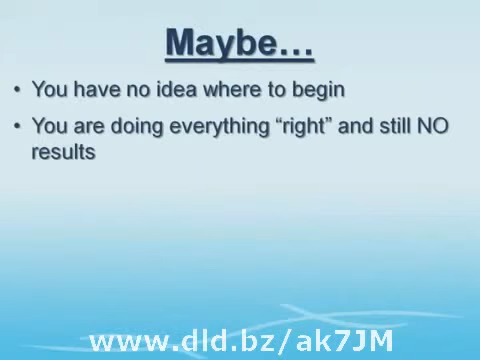 Maybe…
• You have no idea where to begin
• You are doing everything “right” and still NO
results
www.dld.bz/ak7JM